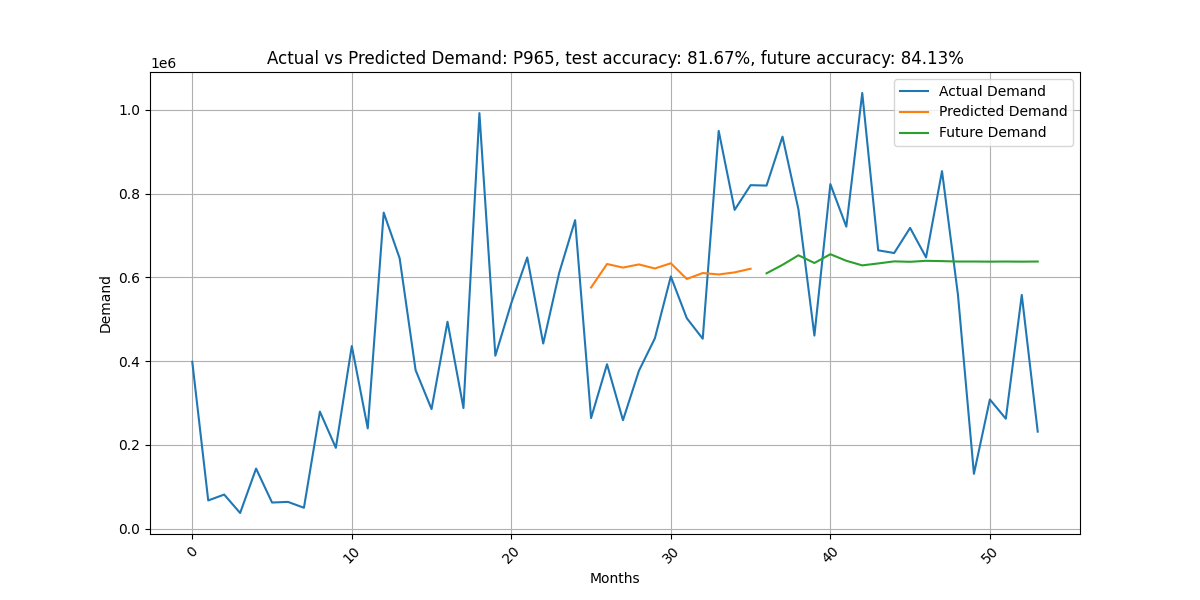 Actual vs Predicted Demand: P965, test accuracy: 81.67%, future accuracy: 84.13%
1e6
Actual Demand
Predicted Demand
Future Demand
1.0
0.8
0.6
0.4
0.2
0.0
Demand
0 10 20 30 40 50
Months